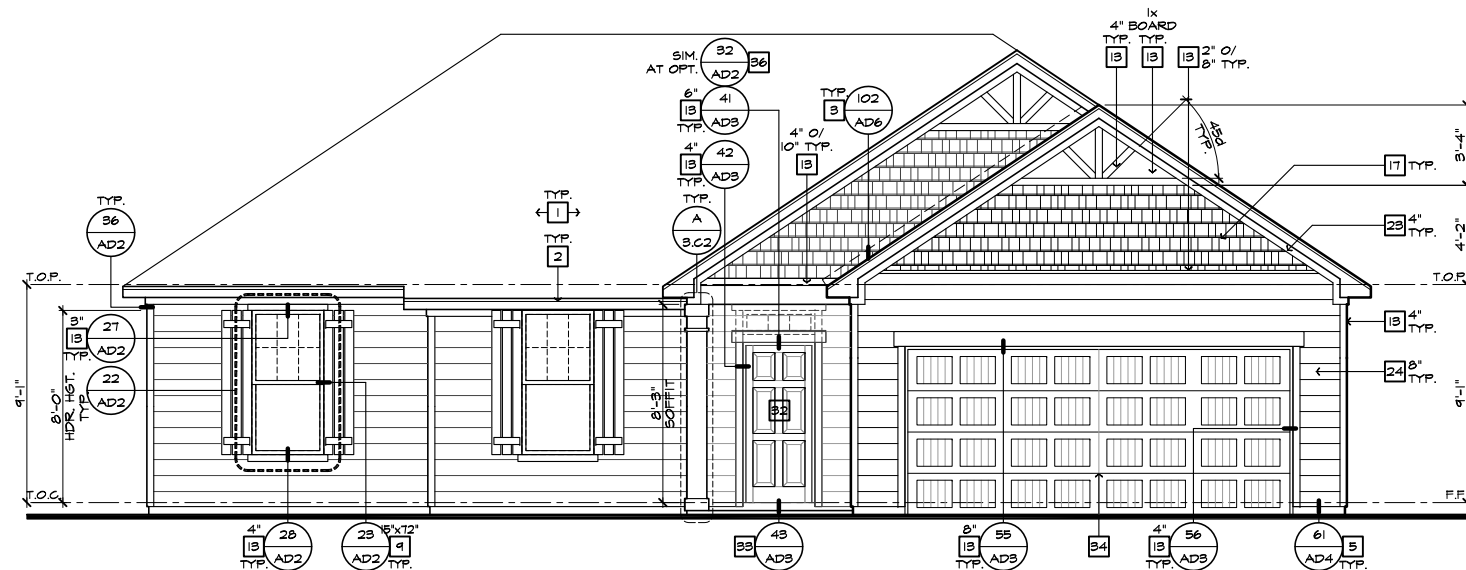 1x
4" BOARD
TYP. TYP.
13 13
13 2" O/
8" TYP.
SIM.
AT OPT.
32
AD2
36
6"
13
TYP.
41
AD3
TYP.
3
102
AD6
4" O/
10" TYP.
13
4"
13
TYP.
42
AD3
45d
TYP.
3'-4"
17 TYP.
TYP.
36
AD2
TYP.
1
TYP.
2
TYP.
A
3.C2
23 4"
TYP.
4'-2"
T.O.P.
T.O.P.
3"
13
TYP.
27
AD2
13 4"
TYP.
22
AD2
24 8"
TYP.
9'-1"
8'-0"
HDR. HGT.
TYP.
8'-3"
SOFFIT
32
9'-1"
T.O.C.
F.F.
4"
13
TYP.
28
AD2
23
AD2
15"x72"
9
TYP.
33
43
AD3
8"
13
TYP.
55
AD3
34
4"
13
TYP.
56
AD3
61
AD4
5
TYP.